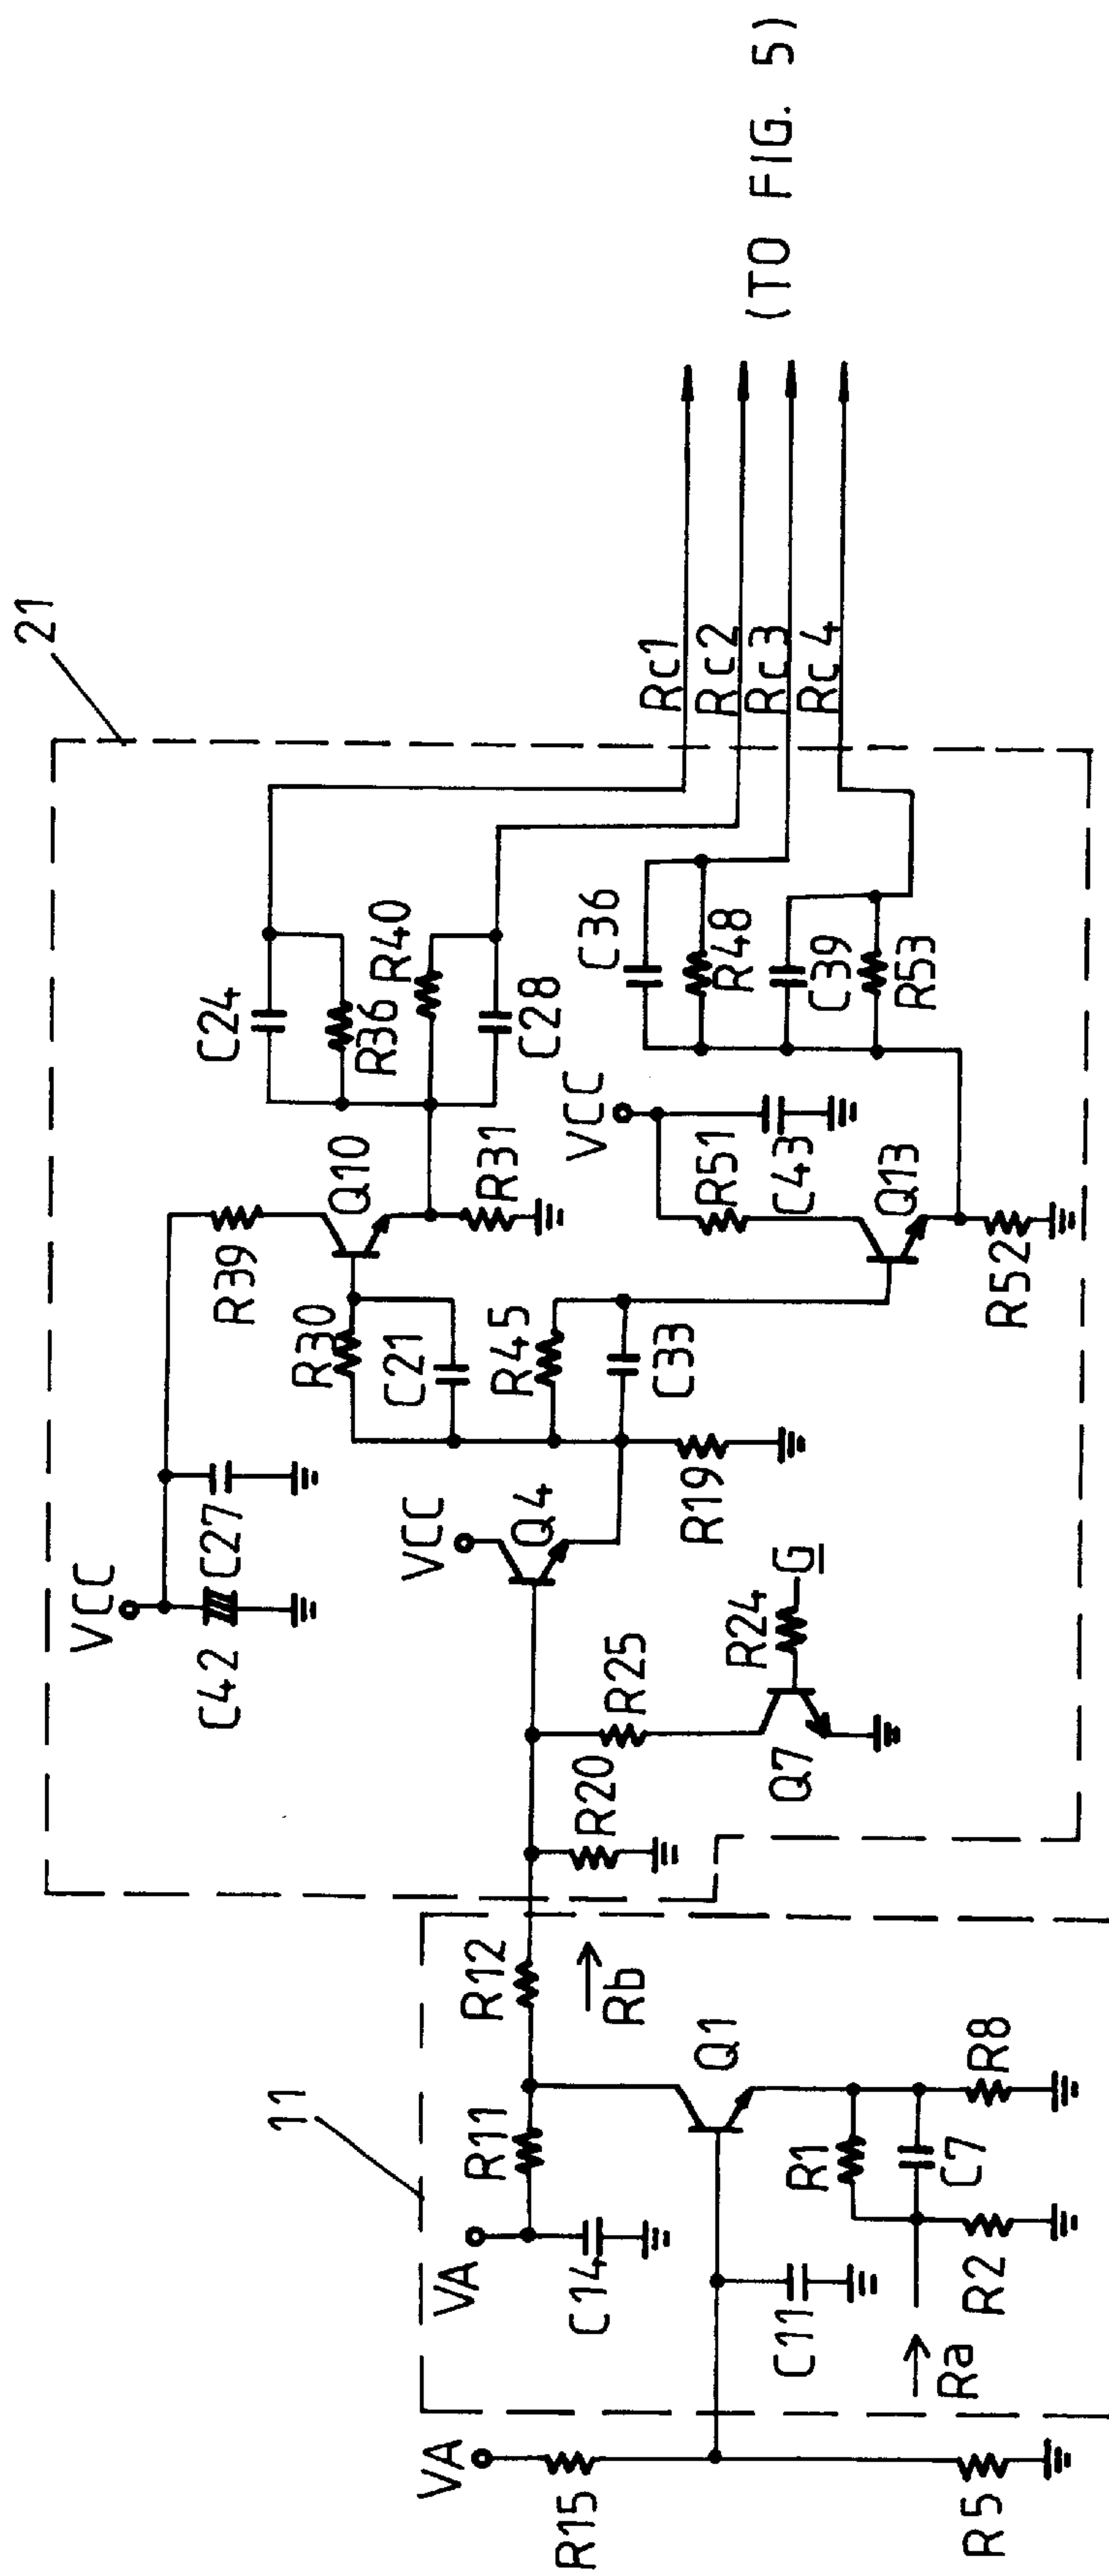 21
VCC
C42
C27
R39
Q10
R31
C24
R36
R40
C28
R30
C21
R45
C33
VCC
Q4
R19
VCC
R51
C43
Q13
R52
C36
R48
C39
R53
Rc1
Rc2
Rc3
Rc4
(TO FIG. 5)
R20
R25
Q7
R24
G
11
VA
R11
R12
Rb
C14
Q1
C11
R1
C7
R8
R2
Ra
VA
R15
R5